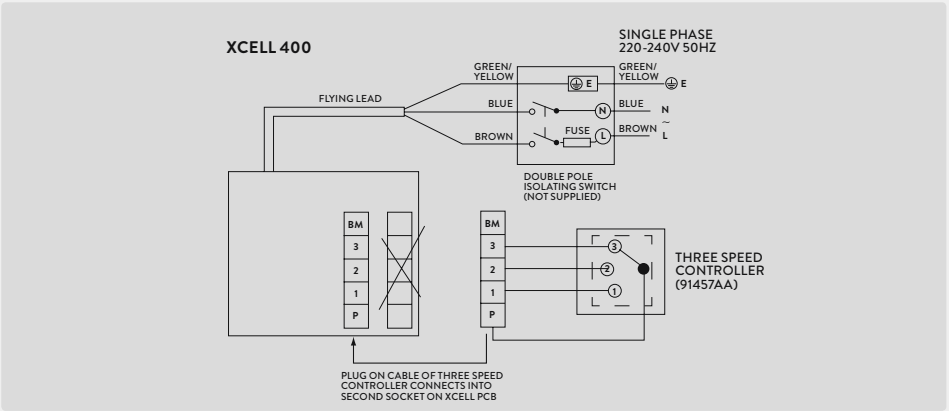 XCELL 400
SINGLE PHASE
220-240V 50HZ
GREEN/
YELLOW
E
GREEN/
YELLOW
E
FLYING LEAD
BLUE
N
BLUE
N
~
BROWN
FUSE
L
BROWN
L
DOUBLE POLE
ISOLATING SWITCH
(NOT SUPPLIED)
BM
3
2
1
P
BM
3
2
1
P
3
2
1
THREE SPEED
CONTROLLER
(91457AA)
PLUG ON CABLE OF THREE SPEED
CONTROLLER CONNECTS INTO
SECOND SOCKET ON XCELL PCB